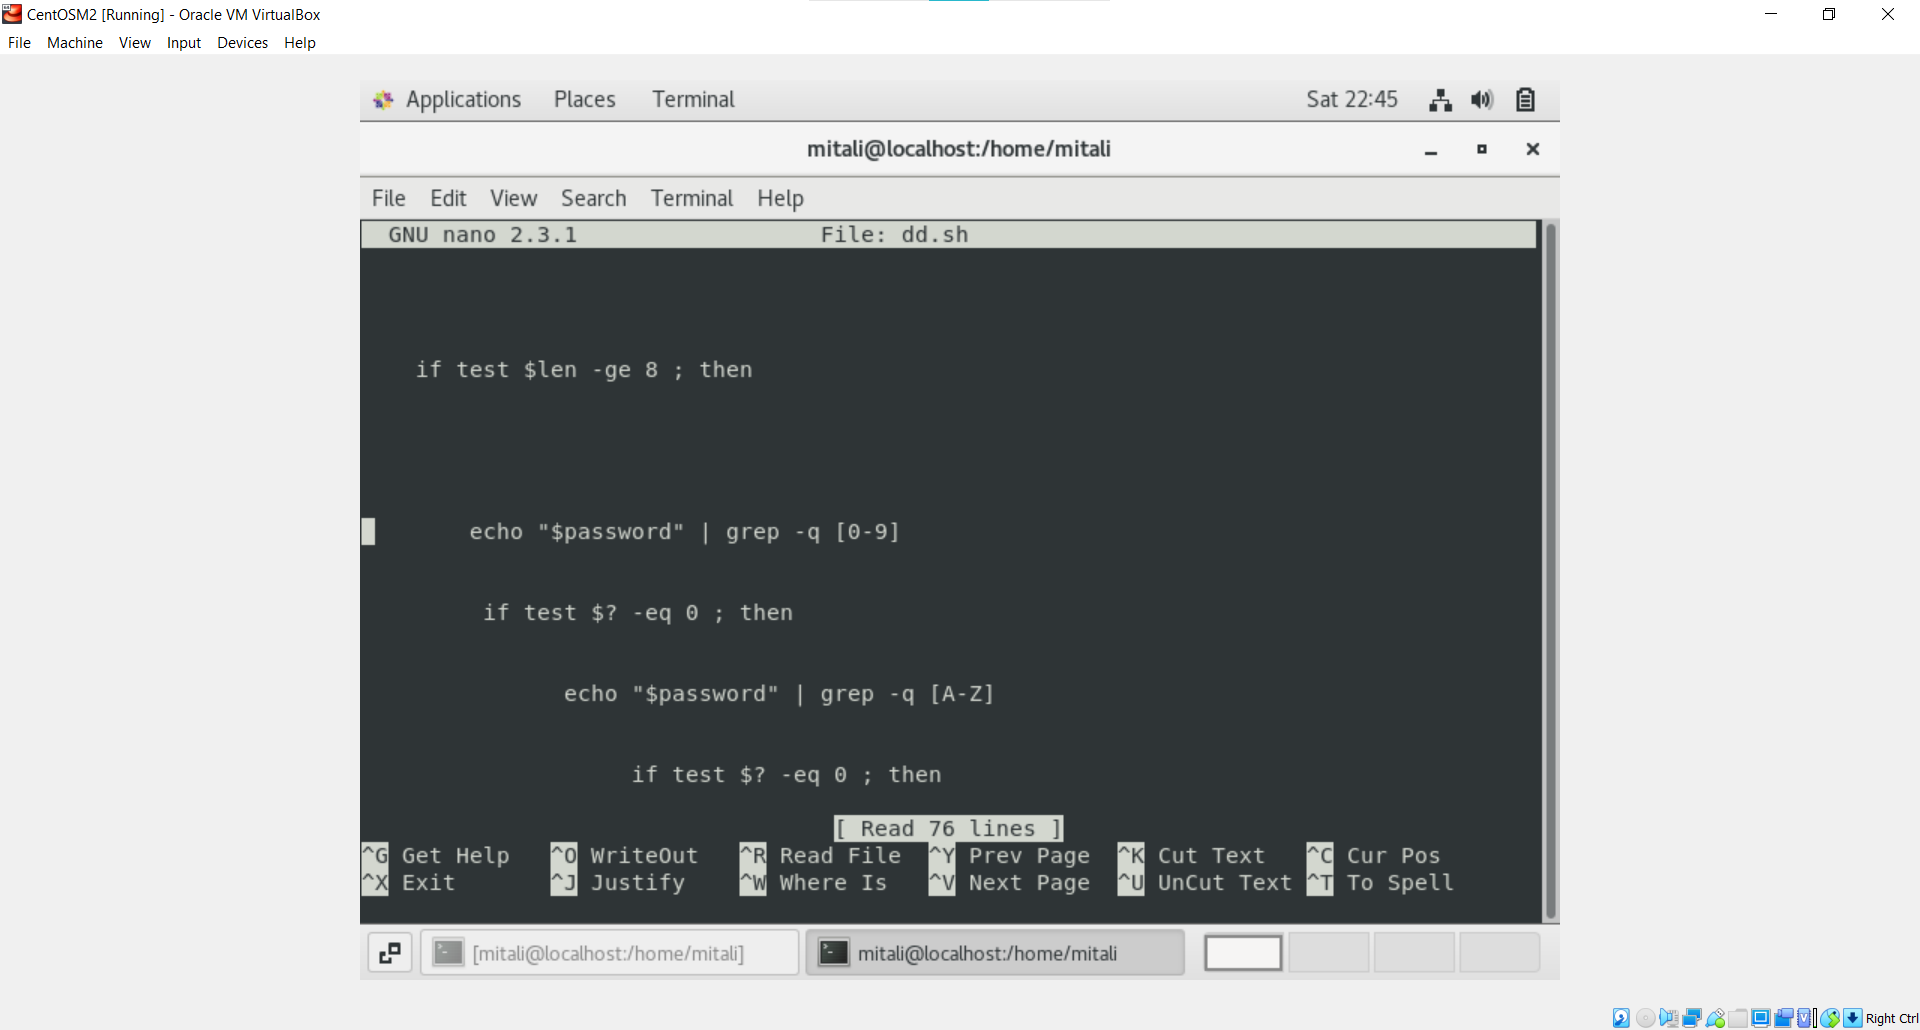 CentOSM2 [Running] - Oracle VM VirtualBox
File Machine View Input Devices Help
Applications Places Terminal Sat 22:45
mitali@localhost:/home/mitali
File Edit View Search Terminal Help
GNU nano 2.3.1 File: dd.sh
if test $len -ge 8 ; then
echo "$password" | grep -q [0-9]
if test $? -eq 0 ; then
echo "$password" | grep -q [A-Z]
if test $? -eq 0 ; then
[ Read 76 lines ]
^G Get Help ^O WriteOut ^R Read File ^Y Prev Page ^K Cut Text ^C Cur Pos
^X Exit ^J Justify ^W Where Is ^V Next Page ^U UnCut Text ^T To Spell
[mitali@localhost:/home/mitali] mitali@localhost:/home/mitali
Right Ctrl